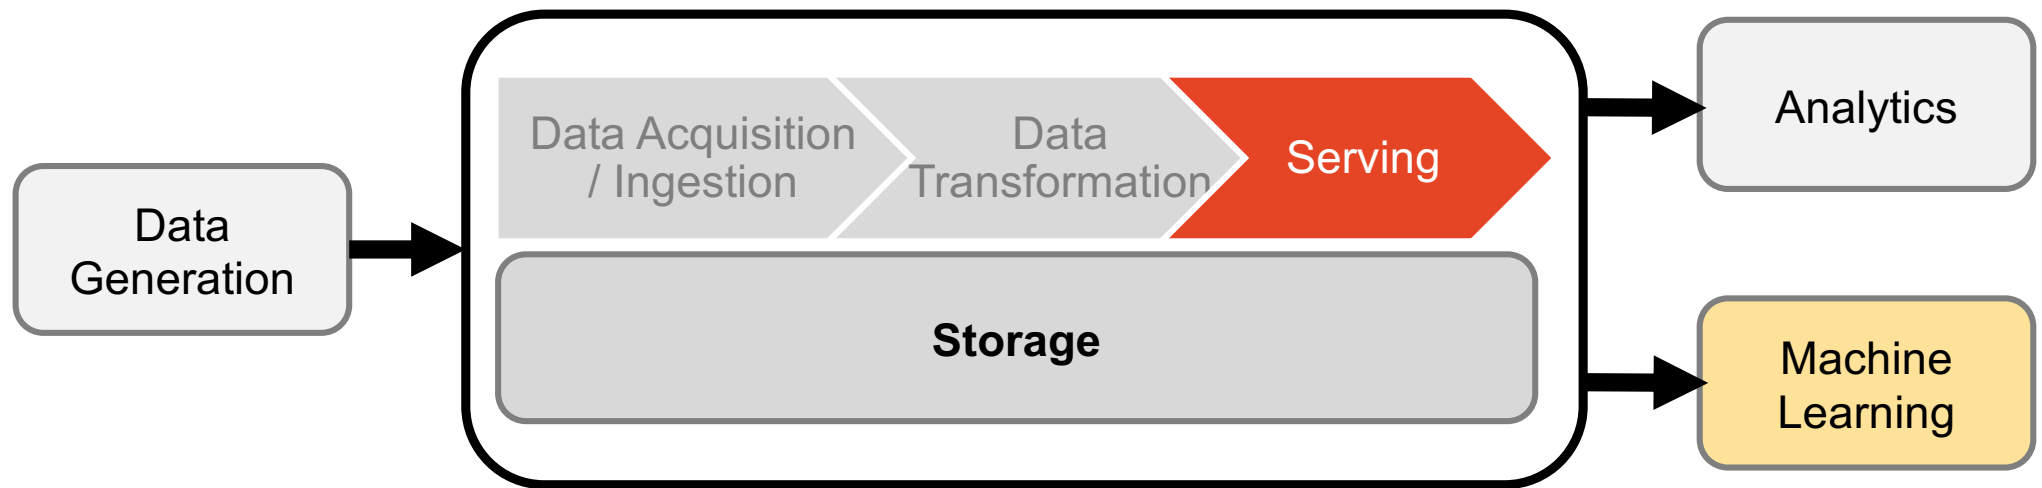 Data
Generation
Data Acquisition
/ Ingestion
Data
Transformation
Serving
Storage
Analytics
Machine
Learning